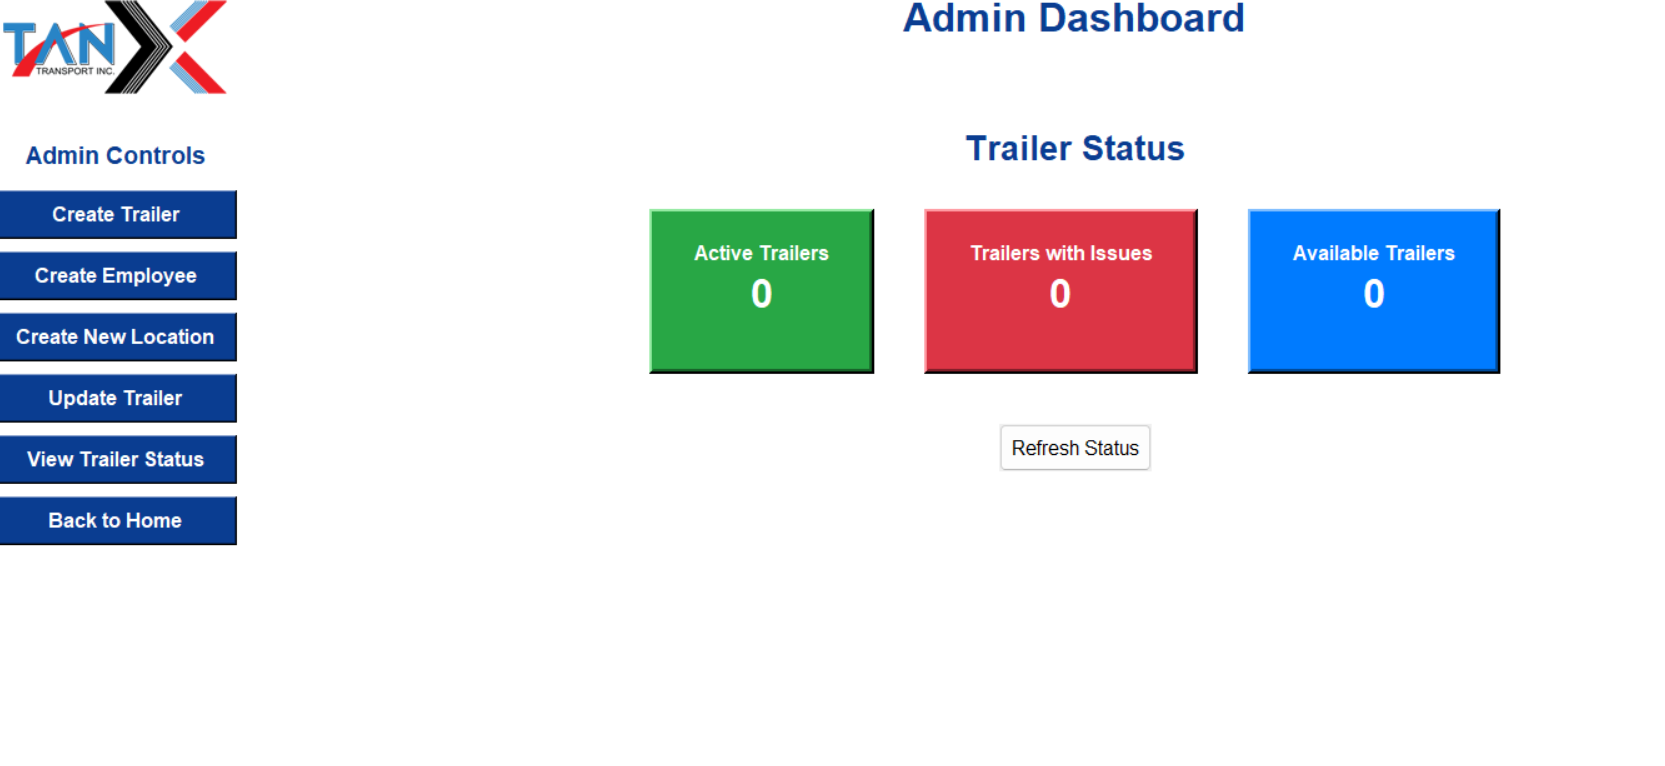 TAN
TRANSPORT INC.
Admin Dashboard
Admin Controls
Create Trailer
Create Employee
Create New Location
Update Trailer
View Trailer Status
Back to Home
Trailer Status
Active Trailers
0
Trailers with Issues
0
Available Trailers
0
Refresh Status